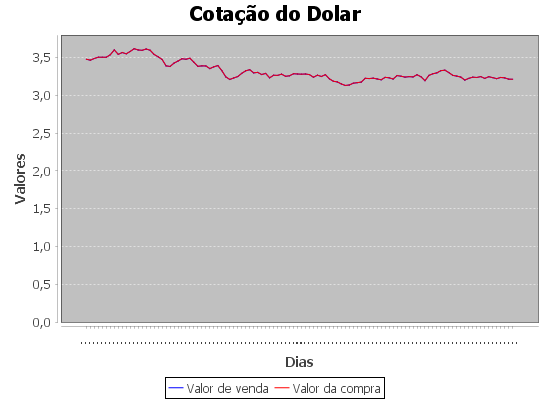 Cotação do Dolar
Valores
3,5
3,0
2,5
2,0
1,5
1,0
0,5
0,0
Dias
Valor de venda
Valor da compra